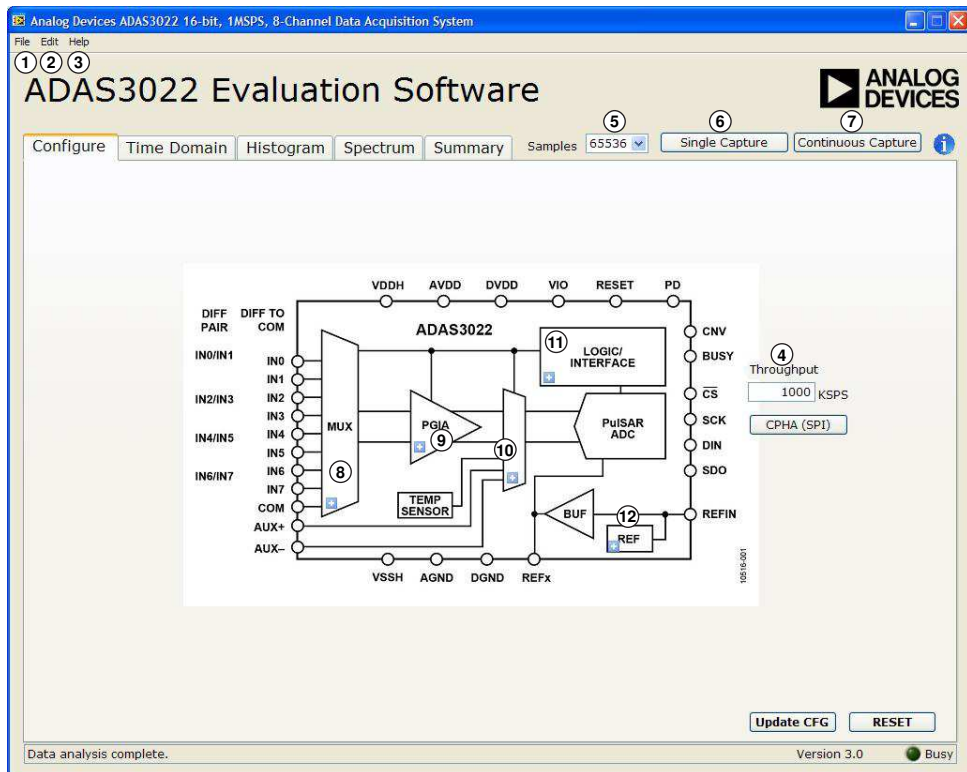 Analog Devices ADAS3022 16-bit, 1MSPS, 8-Channel Data Acquisition System
File Edit Help
1 2 3
ADAS3022 Evaluation Software
ANALOG
DEVICES
5 6 7
Configure Time Domain Histogram Spectrum Summary Samples 65536 Single Capture Continuous Capture i
VDDH AVDD DVDD VIO RESET PD
DIFF PAIR
DIFF TO COM
ADAS3022
CNV
11
LOGIC/
INTERFACE
BUSY
4
Throughput
1000 KSPS
CPHA (SPI)
IN0/IN1
IN0
IN1
IN2/IN3
IN2
IN3
IN4/IN5
IN4
IN5
IN6/IN7
IN6
IN7
COM
AUX+
AUX–
MUX
8
PGIA
9
10
PulSAR
ADC
CS
SCK
DIN
SDO
TEMP
SENSOR
BUF
12
REF
REFIN
VSSH AGND DGND REFx
10516-001
Update CFG RESET
Data analysis complete. Version 3.0 Busy